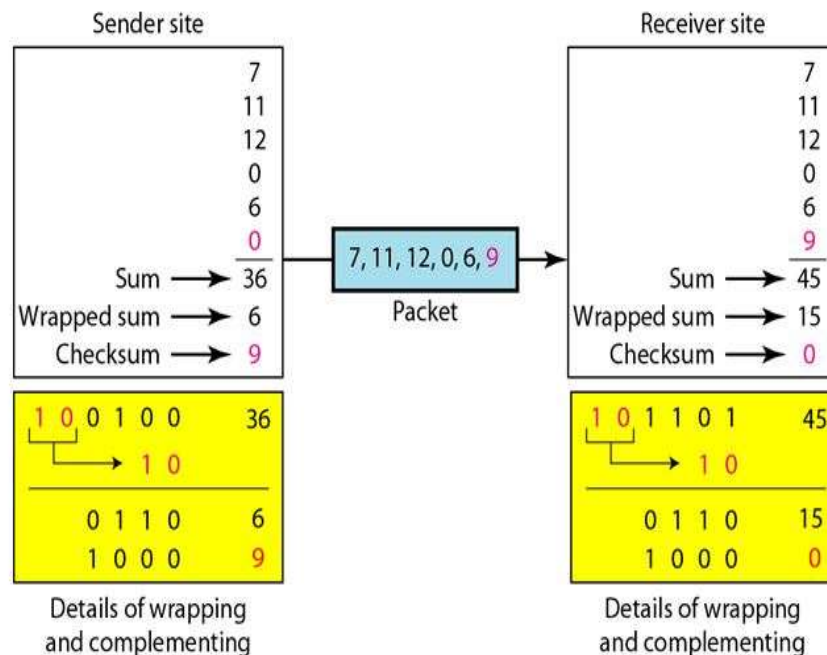 Sender site
7
11
12
0
6
0
Sum 36
Wrapped sum 6
Checksum 9
1 0 0 1 0 0 36
1 0
0 1 1 0 6
1 0 0 0 9
Details of wrapping
and complementing
7, 11, 12, 0, 6, 9
Packet
Receiver site
7
11
12
0
6
9
Sum 45
Wrapped sum 15
Checksum 0
1 0 1 1 0 1 45
1 0
0 1 1 0 15
1 0 0 0 0
Details of wrapping
and complementing